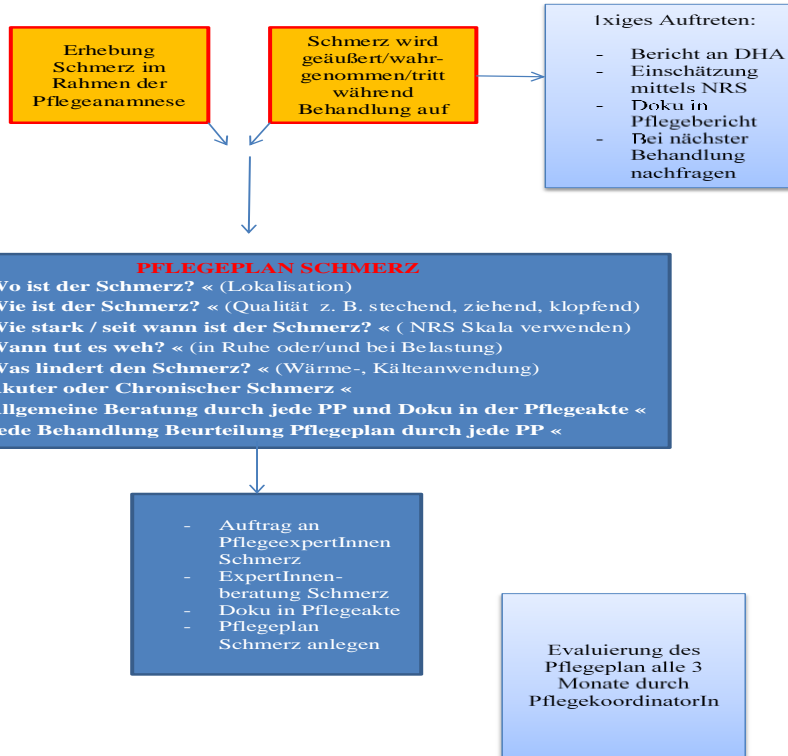 Erhebung
Schmerz im
Rahmen der
Pflegeanamnese
Schmerz wird
geäußert/wahr-
genommen/tritt
während
Behandlung auf
1xiges Auftreten:
- Bericht an DHA
- Einschätzung
mittels NRS
- Doku in
Pflegebericht
- Bei nächster
Behandlung
nachfragen
PFLEGEPLAN SCHMERZ
Wo ist der Schmerz? « (Lokalisation)
Wie ist der Schmerz? « (Qualität z. B. stechend, ziehend, klopfend)
Wie stark / seit wann ist der Schmerz? « ( NRS Skala verwenden)
Wann tut es weh? « (in Ruhe oder/und bei Belastung)
Was lindert den Schmerz? « (Wärme-, Kälteanwendung)
Akuter oder Chronischer Schmerz «
Allgemeine Beratung durch jede PP und Doku in der Pflegeakte «
Jede Behandlung Beurteilung Pflegeplan durch jede PP «
- Auftrag an
PflegeexpertInnen
Schmerz
- ExpertInnen-
beratung Schmerz
- Doku in Pflegeakte
- Pflegeplan
Schmerz anlegen
Evaluierung des
Pflegeplan alle 3
Monate durch
PflegekoordinatorIn